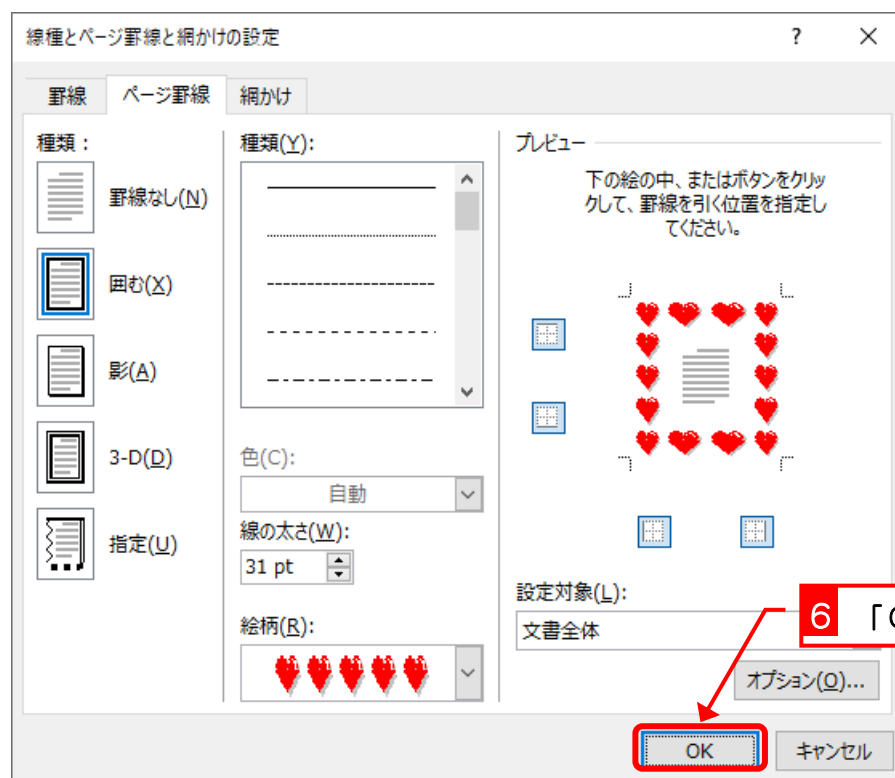 線種とページ罫線と網かけの設定
?
罫線
ページ罫線
網かけ
種類：
罫線なし(N)
囲む(X)
影(A)
3-D(D)
指定(U)
種類(Y):
色(C):
自動
線の太さ(W):
31 pt
絵柄(R):
プレビュー
下の絵の中、またはボタンをクリッ
クして、罫線を引く位置を指定し
てください。
設定対象(L):
文書全体
6 「
オプション(O)...
OK
キャンセル